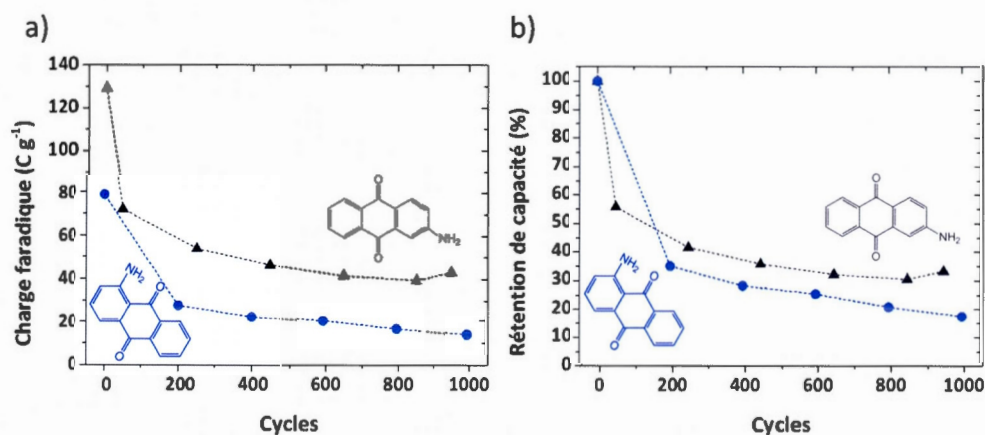 a)
140
120
100
80
60
40
20
0
Charge faradique (C g⁻¹)
0 200 400 600 800 1000
Cycles
O
O
NH₂
NH₂
O
O
b)
100
90
80
70
60
50
40
30
20
10
0
Rétention de capacité (%)
0 200 400 600 800 1000
Cycles
O
O
NH₂
NH₂
O
O